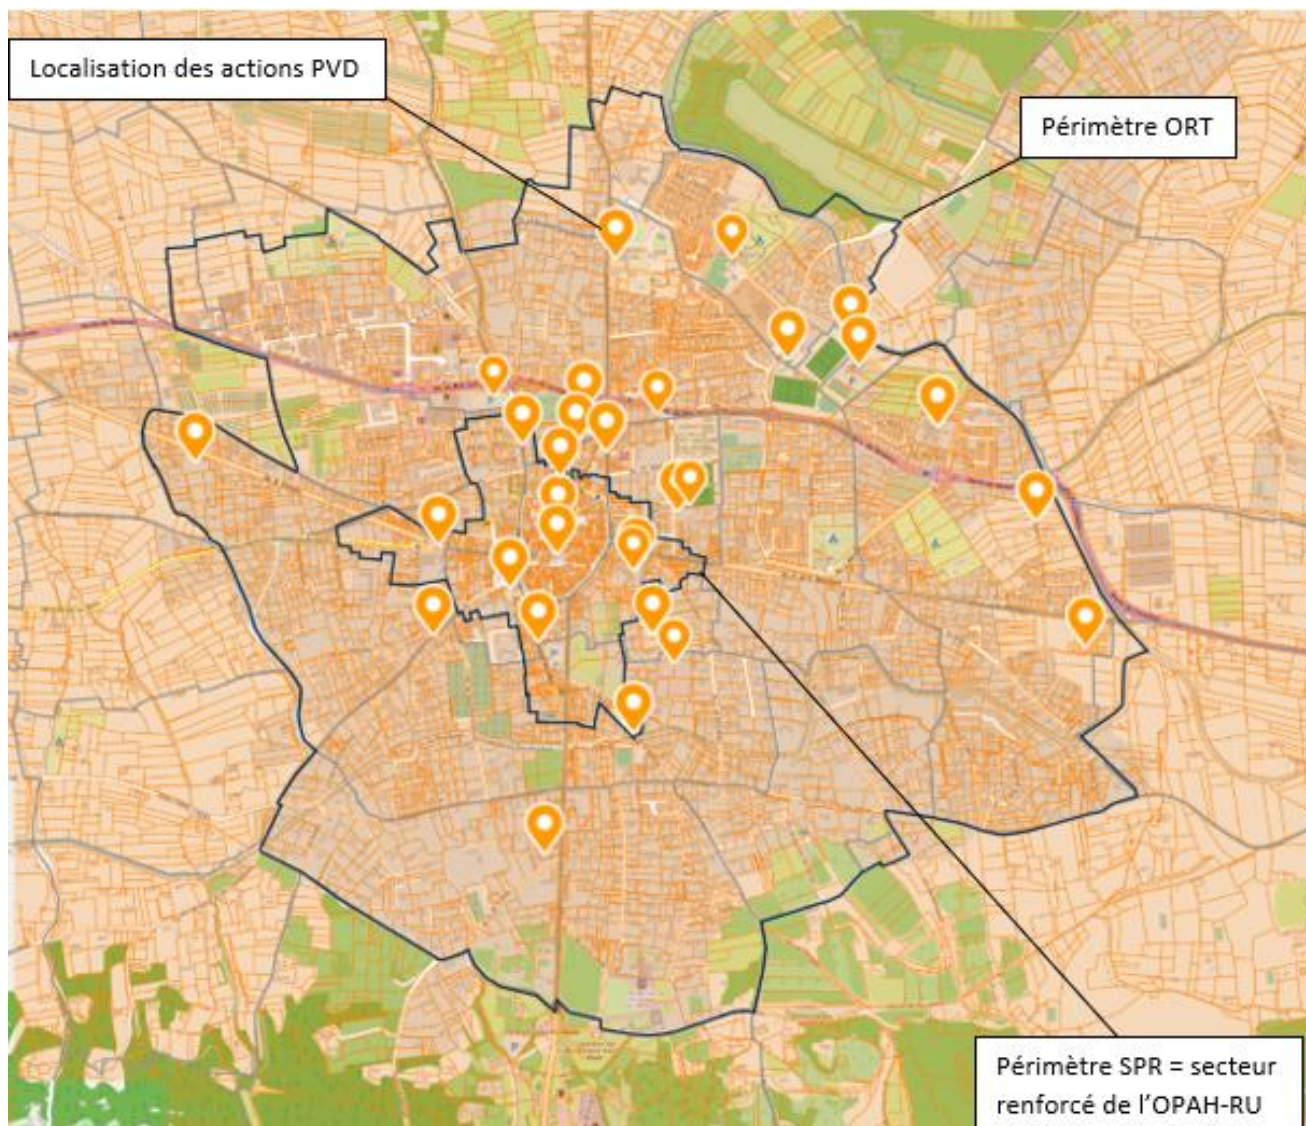 Localisation des actions PVD
Périmètre ORT
Périmètre SPR = secteur
renforcé de l'OPAH-RU